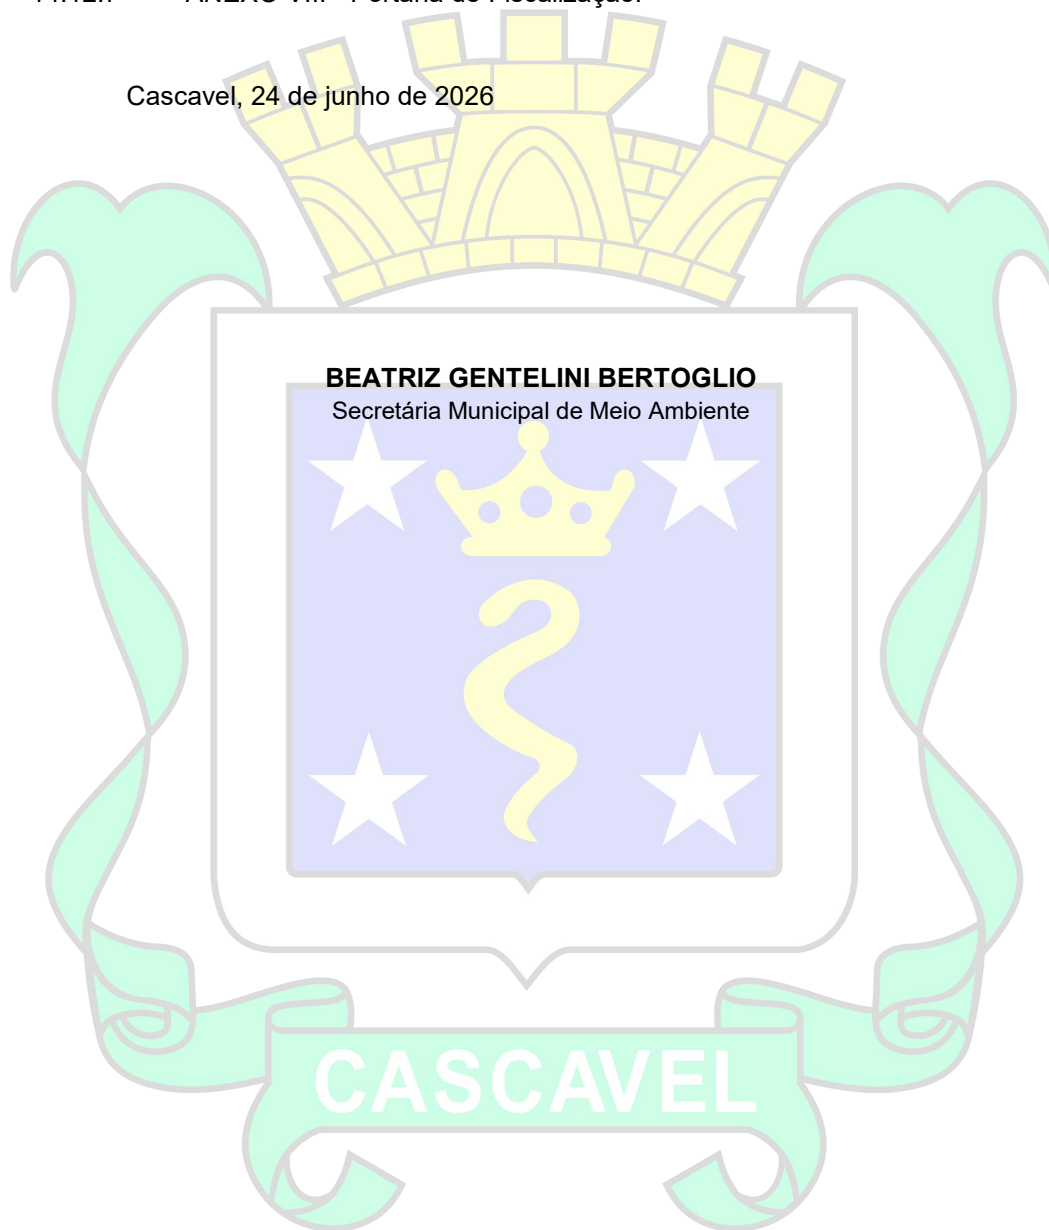 ANEXO VIII - Portaria de Fiscalização.
Cascavel, 24 de junho de 2026
BEATRIZ GENTELINI BERTOGLIO
Secretária Municipal de Meio Ambiente
CASCAVEL